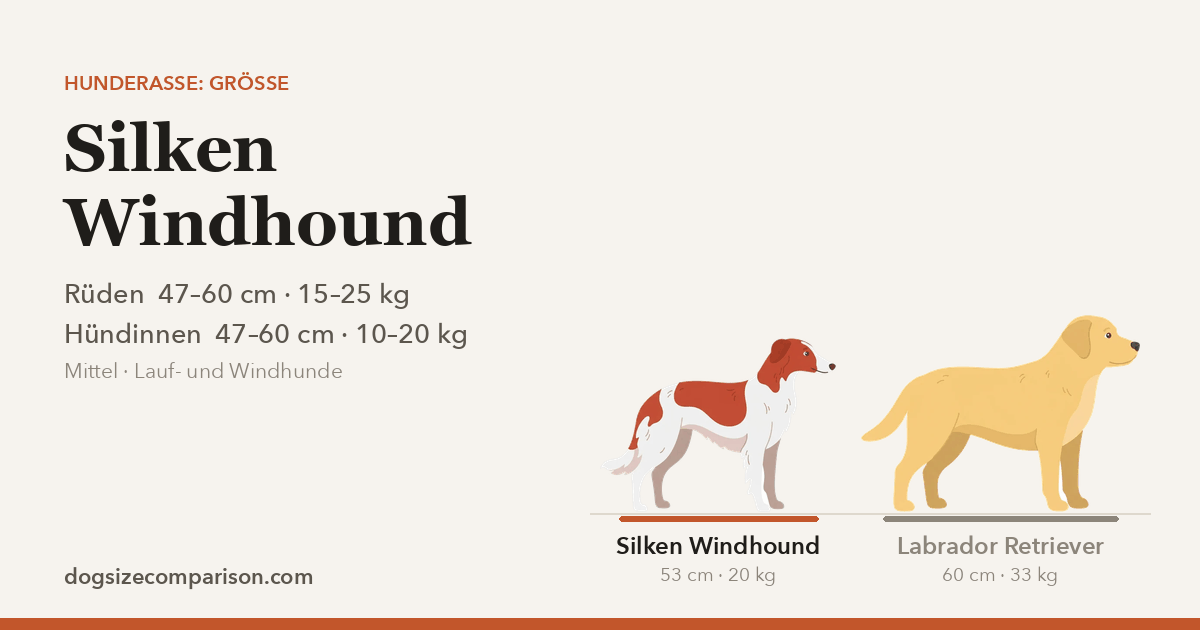 HUNDERASSE: GRÖSSE
Silken
Windhound
Rüden 47–60 cm · 15–25 kg
Hündinnen 47–60 cm · 10–20 kg
Mittel · Lauf- und Windhunde
Silken Windhound
53 cm · 20 kg
Labrador Retriever
60 cm · 33 kg
dogsizecomparison.com